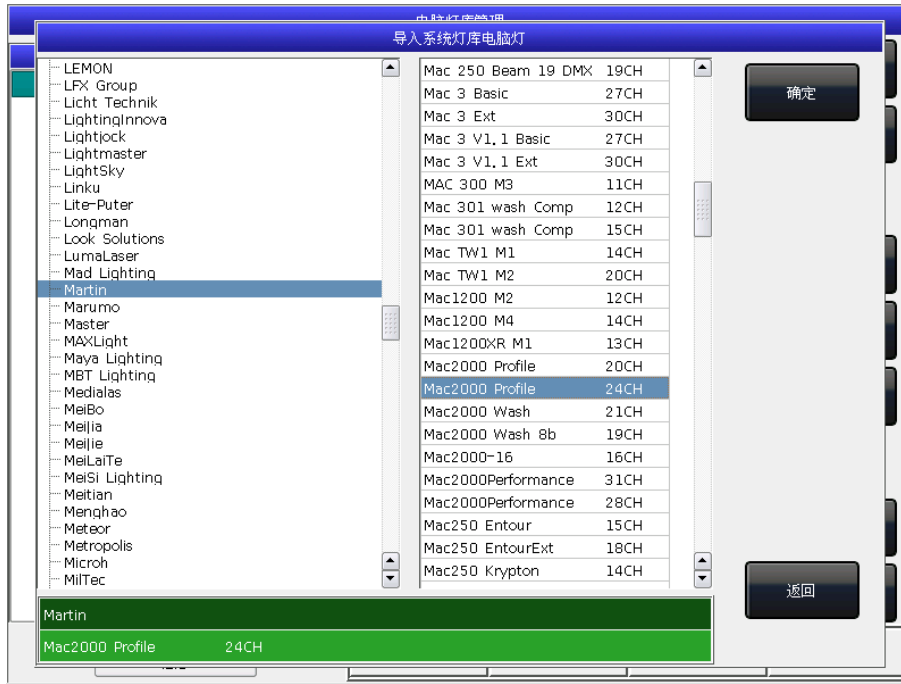 电脑灯库管理
导入系统灯库电脑灯
LEMON
LFX Group
Licht Technik
LightingInnova
Lightjock
Lightmaster
LightSky
Linku
Lite-Puter
Longman
Look Solutions
LumaLaser
Mad Lighting
Martin
Marumo
Master
MAXLight
Maya Lighting
MBT Lighting
Medialas
MeiBo
Meijia
Meijie
MeiLaiTe
MeiSi Lighting
Meitian
Menghao
Meteor
Metropolis
Microh
MilTec
Mac 250 Beam 19 DMX 19CH
Mac 3 Basic 27CH
Mac 3 Ext 30CH
Mac 3 V1.1 Basic 27CH
Mac 3 V1.1 Ext 30CH
MAC 300 M3 11CH
Mac 301 wash Comp 12CH
Mac 301 wash Comp 15CH
Mac TW1 M1 14CH
Mac TW1 M2 20CH
Mac1200 M2 12CH
Mac1200 M4 14CH
Mac1200XR M1 13CH
Mac2000 Profile 20CH
Mac2000 Profile 24CH
Mac2000 Wash 21CH
Mac2000 Wash 8b 19CH
Mac2000-16 16CH
Mac2000Performance 31CH
Mac2000Performance 28CH
Mac250 Entour 15CH
Mac250 EntourExt 18CH
Mac250 Krypton 14CH
确定
返回
Martin
Mac2000 Profile 24CH